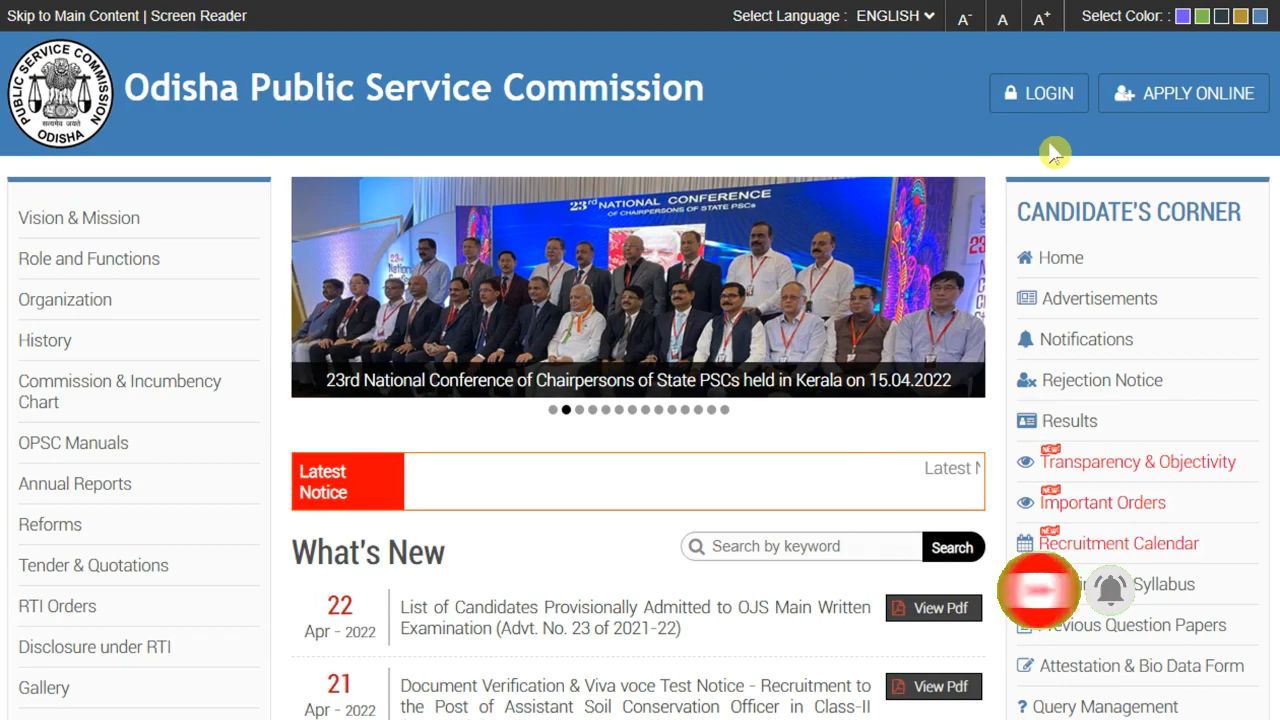 Skip to Main Content | Screen Reader
Select Language : ENGLISH
A- A A+
Select Color: :
PUBLIC SERVICE COMMISSION
ODISHA
सत्यमेव जयते
Odisha Public Service Commission
LOGIN
APPLY ONLINE
Vision & Mission
Role and Functions
Organization
History
Commission & Incumbency
Chart
OPSC Manuals
Annual Reports
Reforms
Tender & Quotations
RTI Orders
Disclosure under RTI
Gallery
23rd NATIONAL CONFERENCE
OF CHAIRPERSONS OF STATE PSCs
23rd National Conference of Chairpersons of State PSCs held in Kerala on 15.04.2022
Latest
Notice
Latest N
What's New
Search by keyword
Search
22
Apr - 2022
List of Candidates Provisionally Admitted to OJS Main Written
Examination (Advt. No. 23 of 2021-22)
View Pdf
21
Apr - 2022
Document Verification & Viva voce Test Notice - Recruitment to
the Post of Assistant Soil Conservation Officer in Class-II
View Pdf
CANDIDATE'S CORNER
Home
Advertisements
Notifications
Rejection Notice
Results
NEW
Transparency & Objectivity
NEW
Important Orders
NEW
Recruitment Calendar
Syllabus
Previous Question Papers
Attestation & Bio Data Form
? Query Management